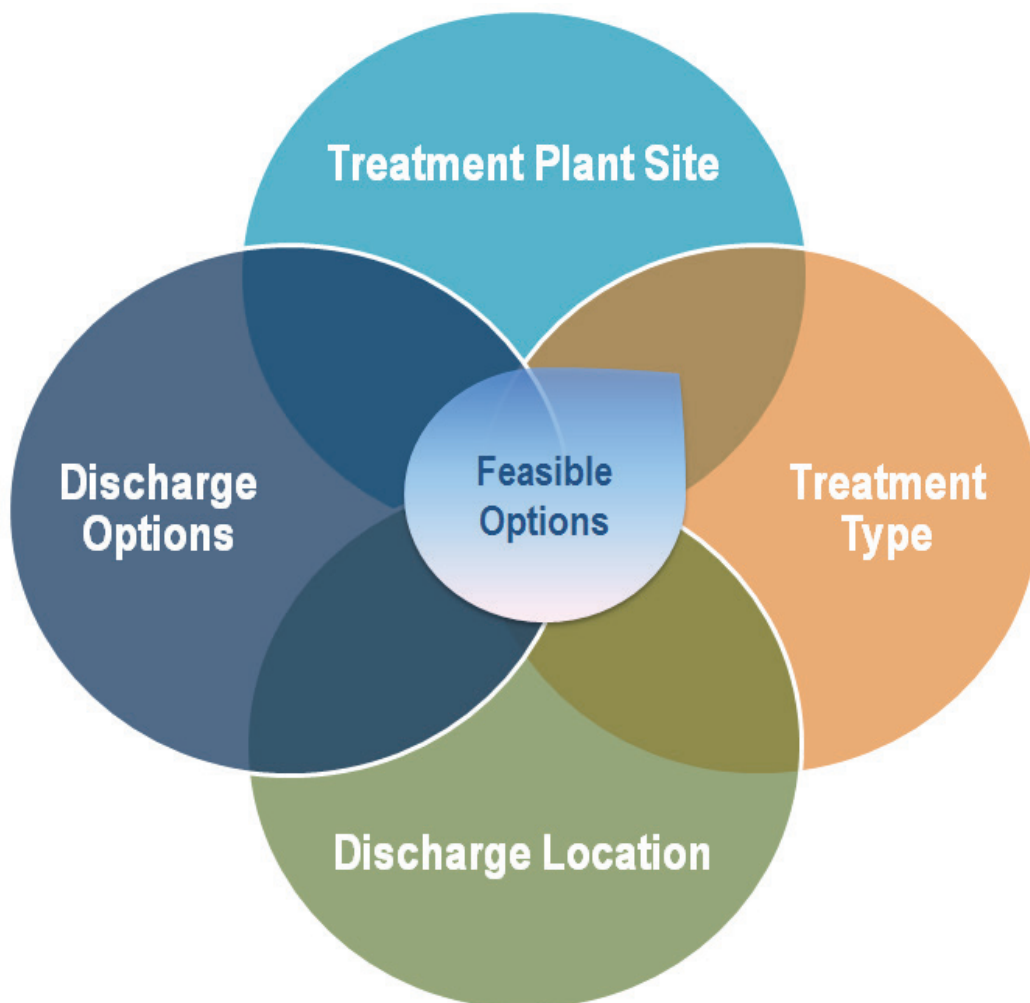 Treatment Plant Site
Discharge
Options
Feasible
Options
Treatment
Type
Discharge Location